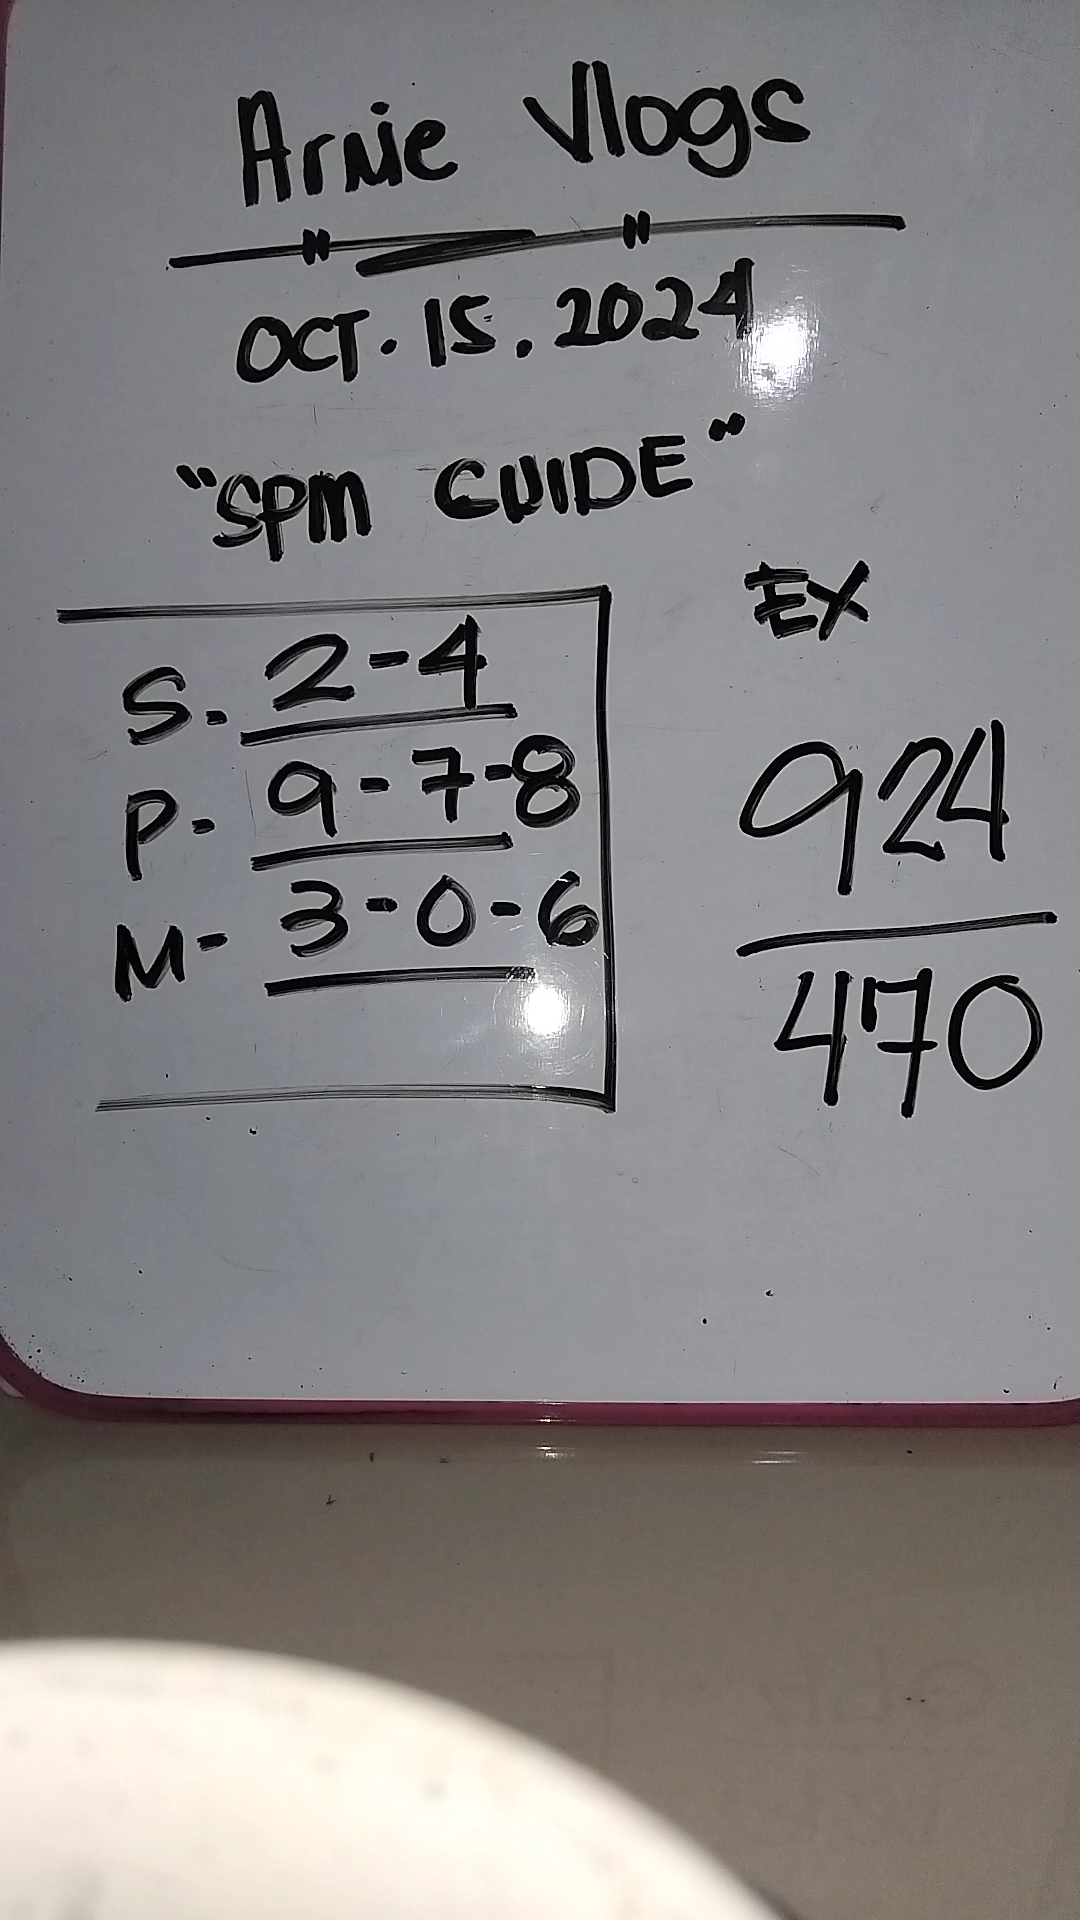 Arnie Vlogs
OCT. 15. 2024
"SPM GUIDE"
S. 2-4
P- 9-7-8
M- 3-0-6
EX
924
470